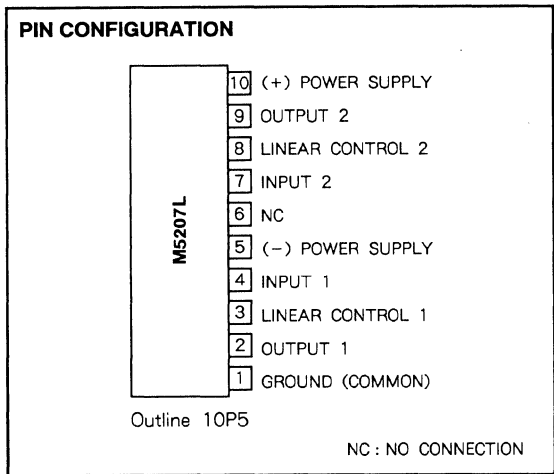 PIN CONFIGURATION
M5207L
10 (+) POWER SUPPLY
9 OUTPUT 2
8 LINEAR CONTROL 2
7 INPUT 2
6 NC
5 (−) POWER SUPPLY
4 INPUT 1
3 LINEAR CONTROL 1
2 OUTPUT 1
1 GROUND (COMMON)
Outline 10P5
NC : NO CONNECTION